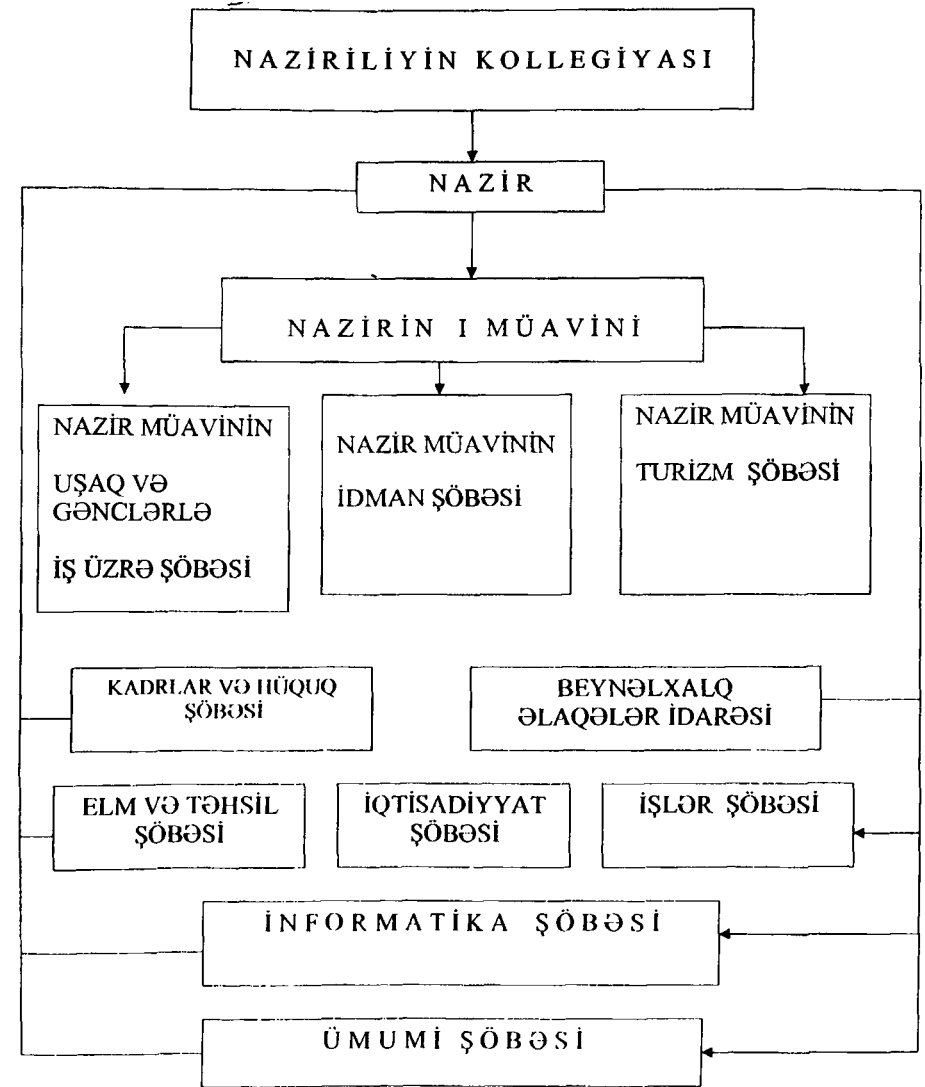 NAZİRİLİYİN KOLLEGİYASI
NAZİR
NAZİRİN I MÜAVİNİ
NAZİR MÜAVİNİN
UŞAQ VƏ
GƏNCLƏRLƏ
İŞ ÜZRƏ ŞÖBƏSİ
NAZİR MÜAVİNİN
İDMAN ŞÖBƏSİ
NAZİR MÜAVİNİN
TURİZM ŞÖBƏSİ
KADRLAR VƏ HÜQUQ
ŞÖBƏSİ
BEYNƏLXALQ
ƏLAQƏLƏR İDARƏSİ
ELM VƏ TƏHSİL
ŞÖBƏSİ
İQTİSADİYYAT
ŞÖBƏSİ
İŞLƏR ŞÖBƏSİ
İNFORMATİKA ŞÖBƏSİ
ÜMUMİ ŞÖBƏSİ